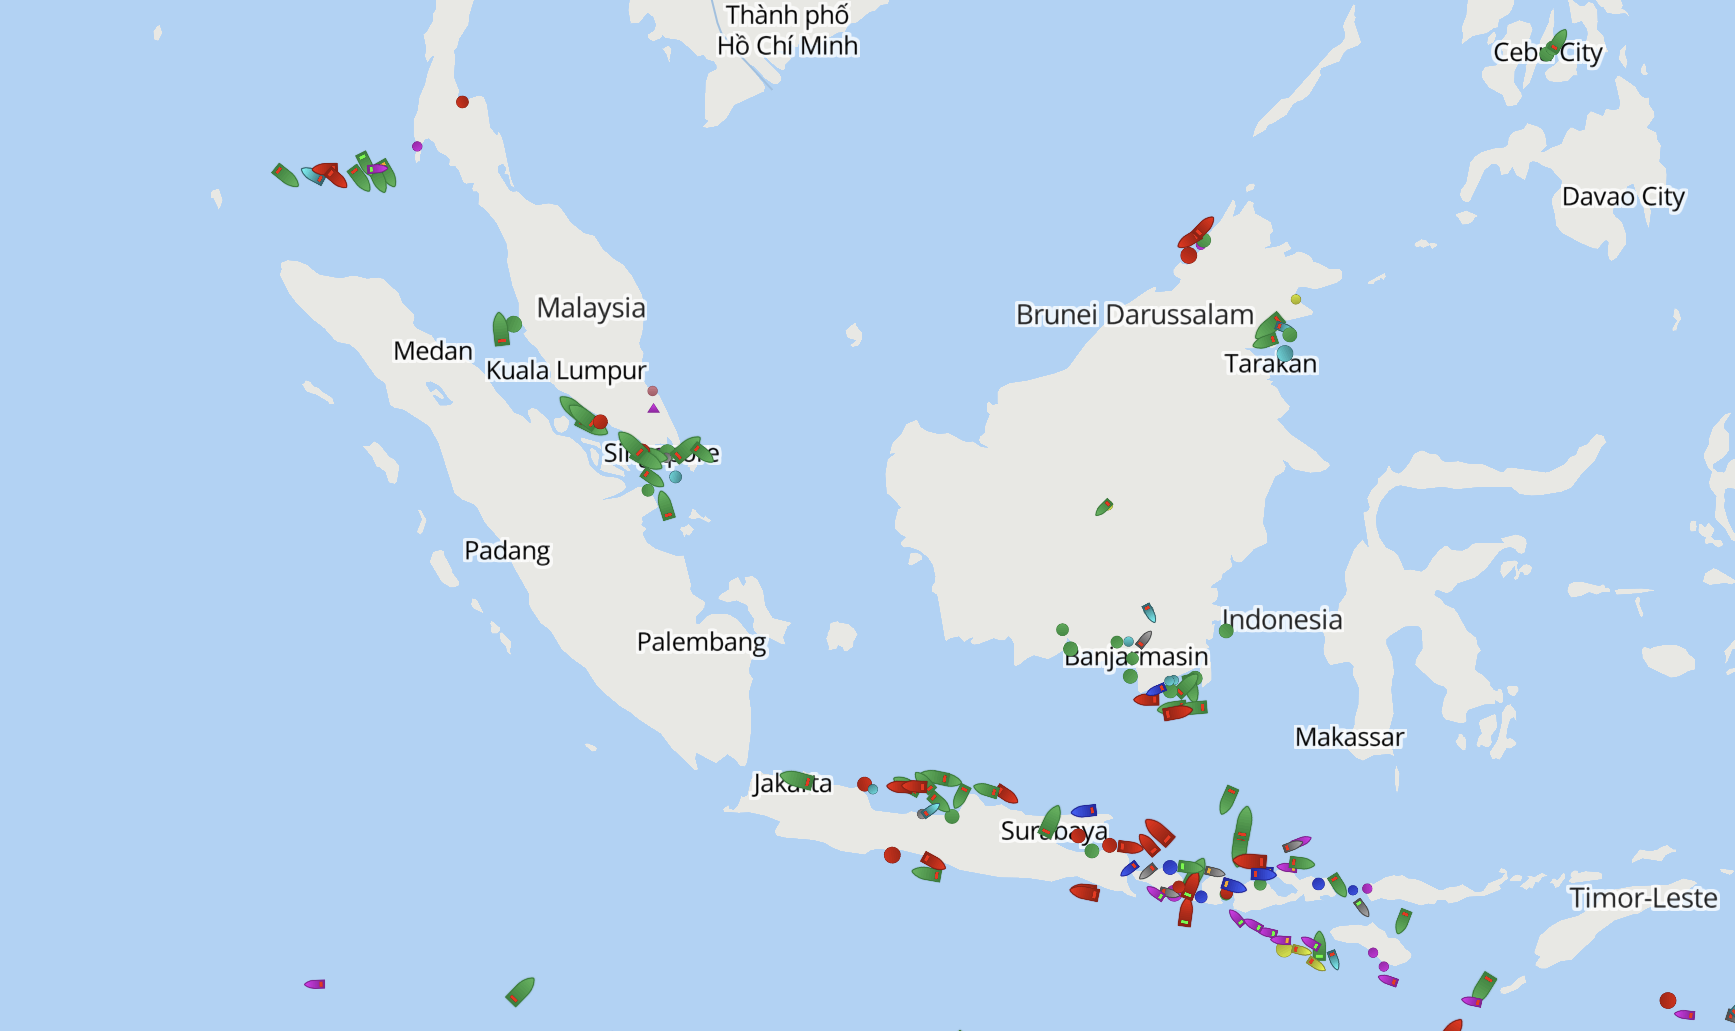 Thành phố
Hồ Chí Minh
Cebu City
Davao City
Malaysia
Brunei Darussalam
Medan
Kuala Lumpur
Tarakan
Singapore
Padang
Indonesia
Palembang
Banjarmasin
Makassar
Jakarta
Surabaya
Timor-Leste